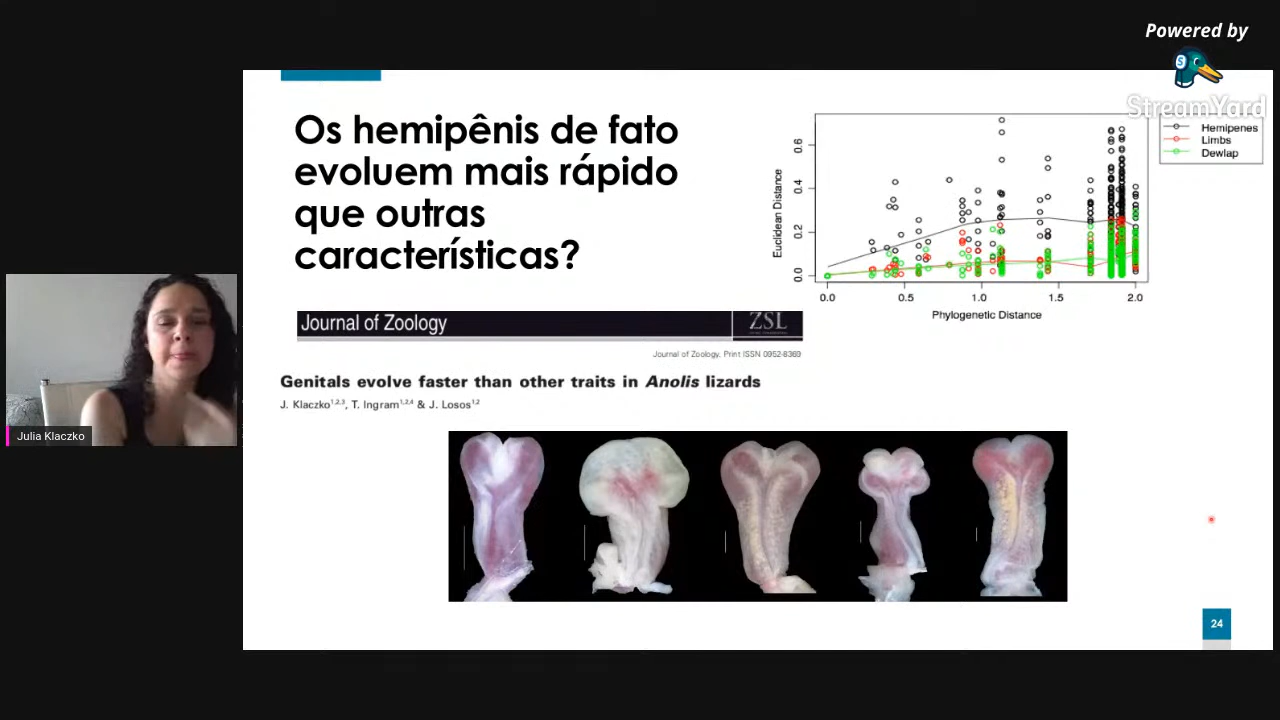 Powered by
StreamYard
Os hemipênis de fato
evoluem mais rápido
que outras
características?
Euclidean Distance
0.0 0.2 0.4 0.6
0.0 0.5 1.0 1.5 2.0
Phylogenetic Distance
Hemipenes
Limbs
Dewlap
Journal of Zoology
ZSL
Journal of Zoology. Print ISSN 0952-8369
Genitals evolve faster than other traits in Anolis lizards
J. Klaczko1,2,3, T. Ingram1,2,4 & J. Losos1,2
Julia Klaczko
24